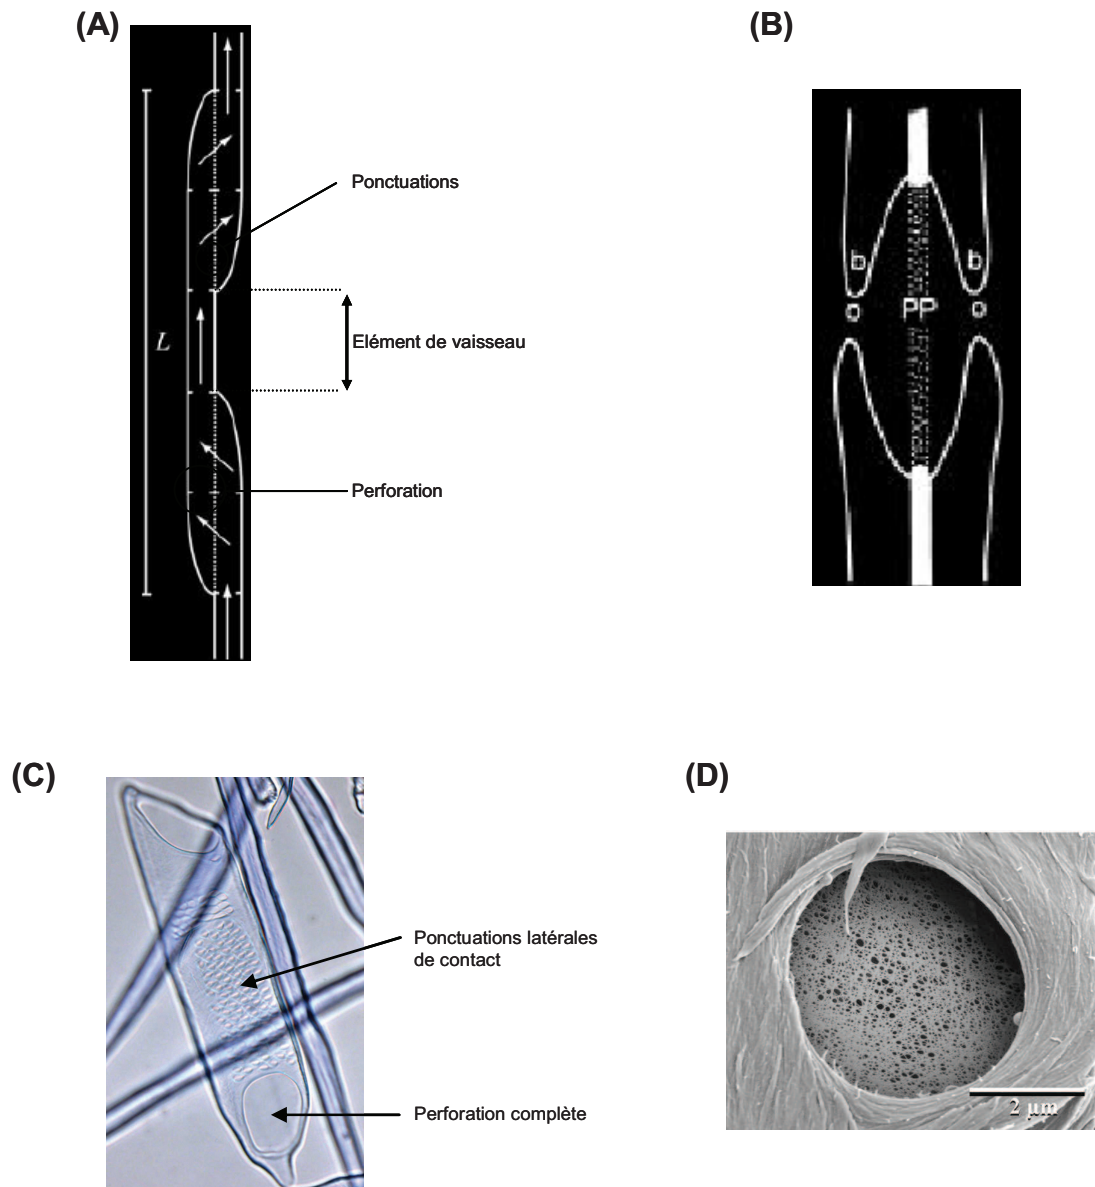 (A)
(B)
Ponctuations
L
Elément de vaisseau
Perforation
b
b
o
PP
o
(C)
(D)
Ponctuations latérales
de contact
Perforation complète
2 µm